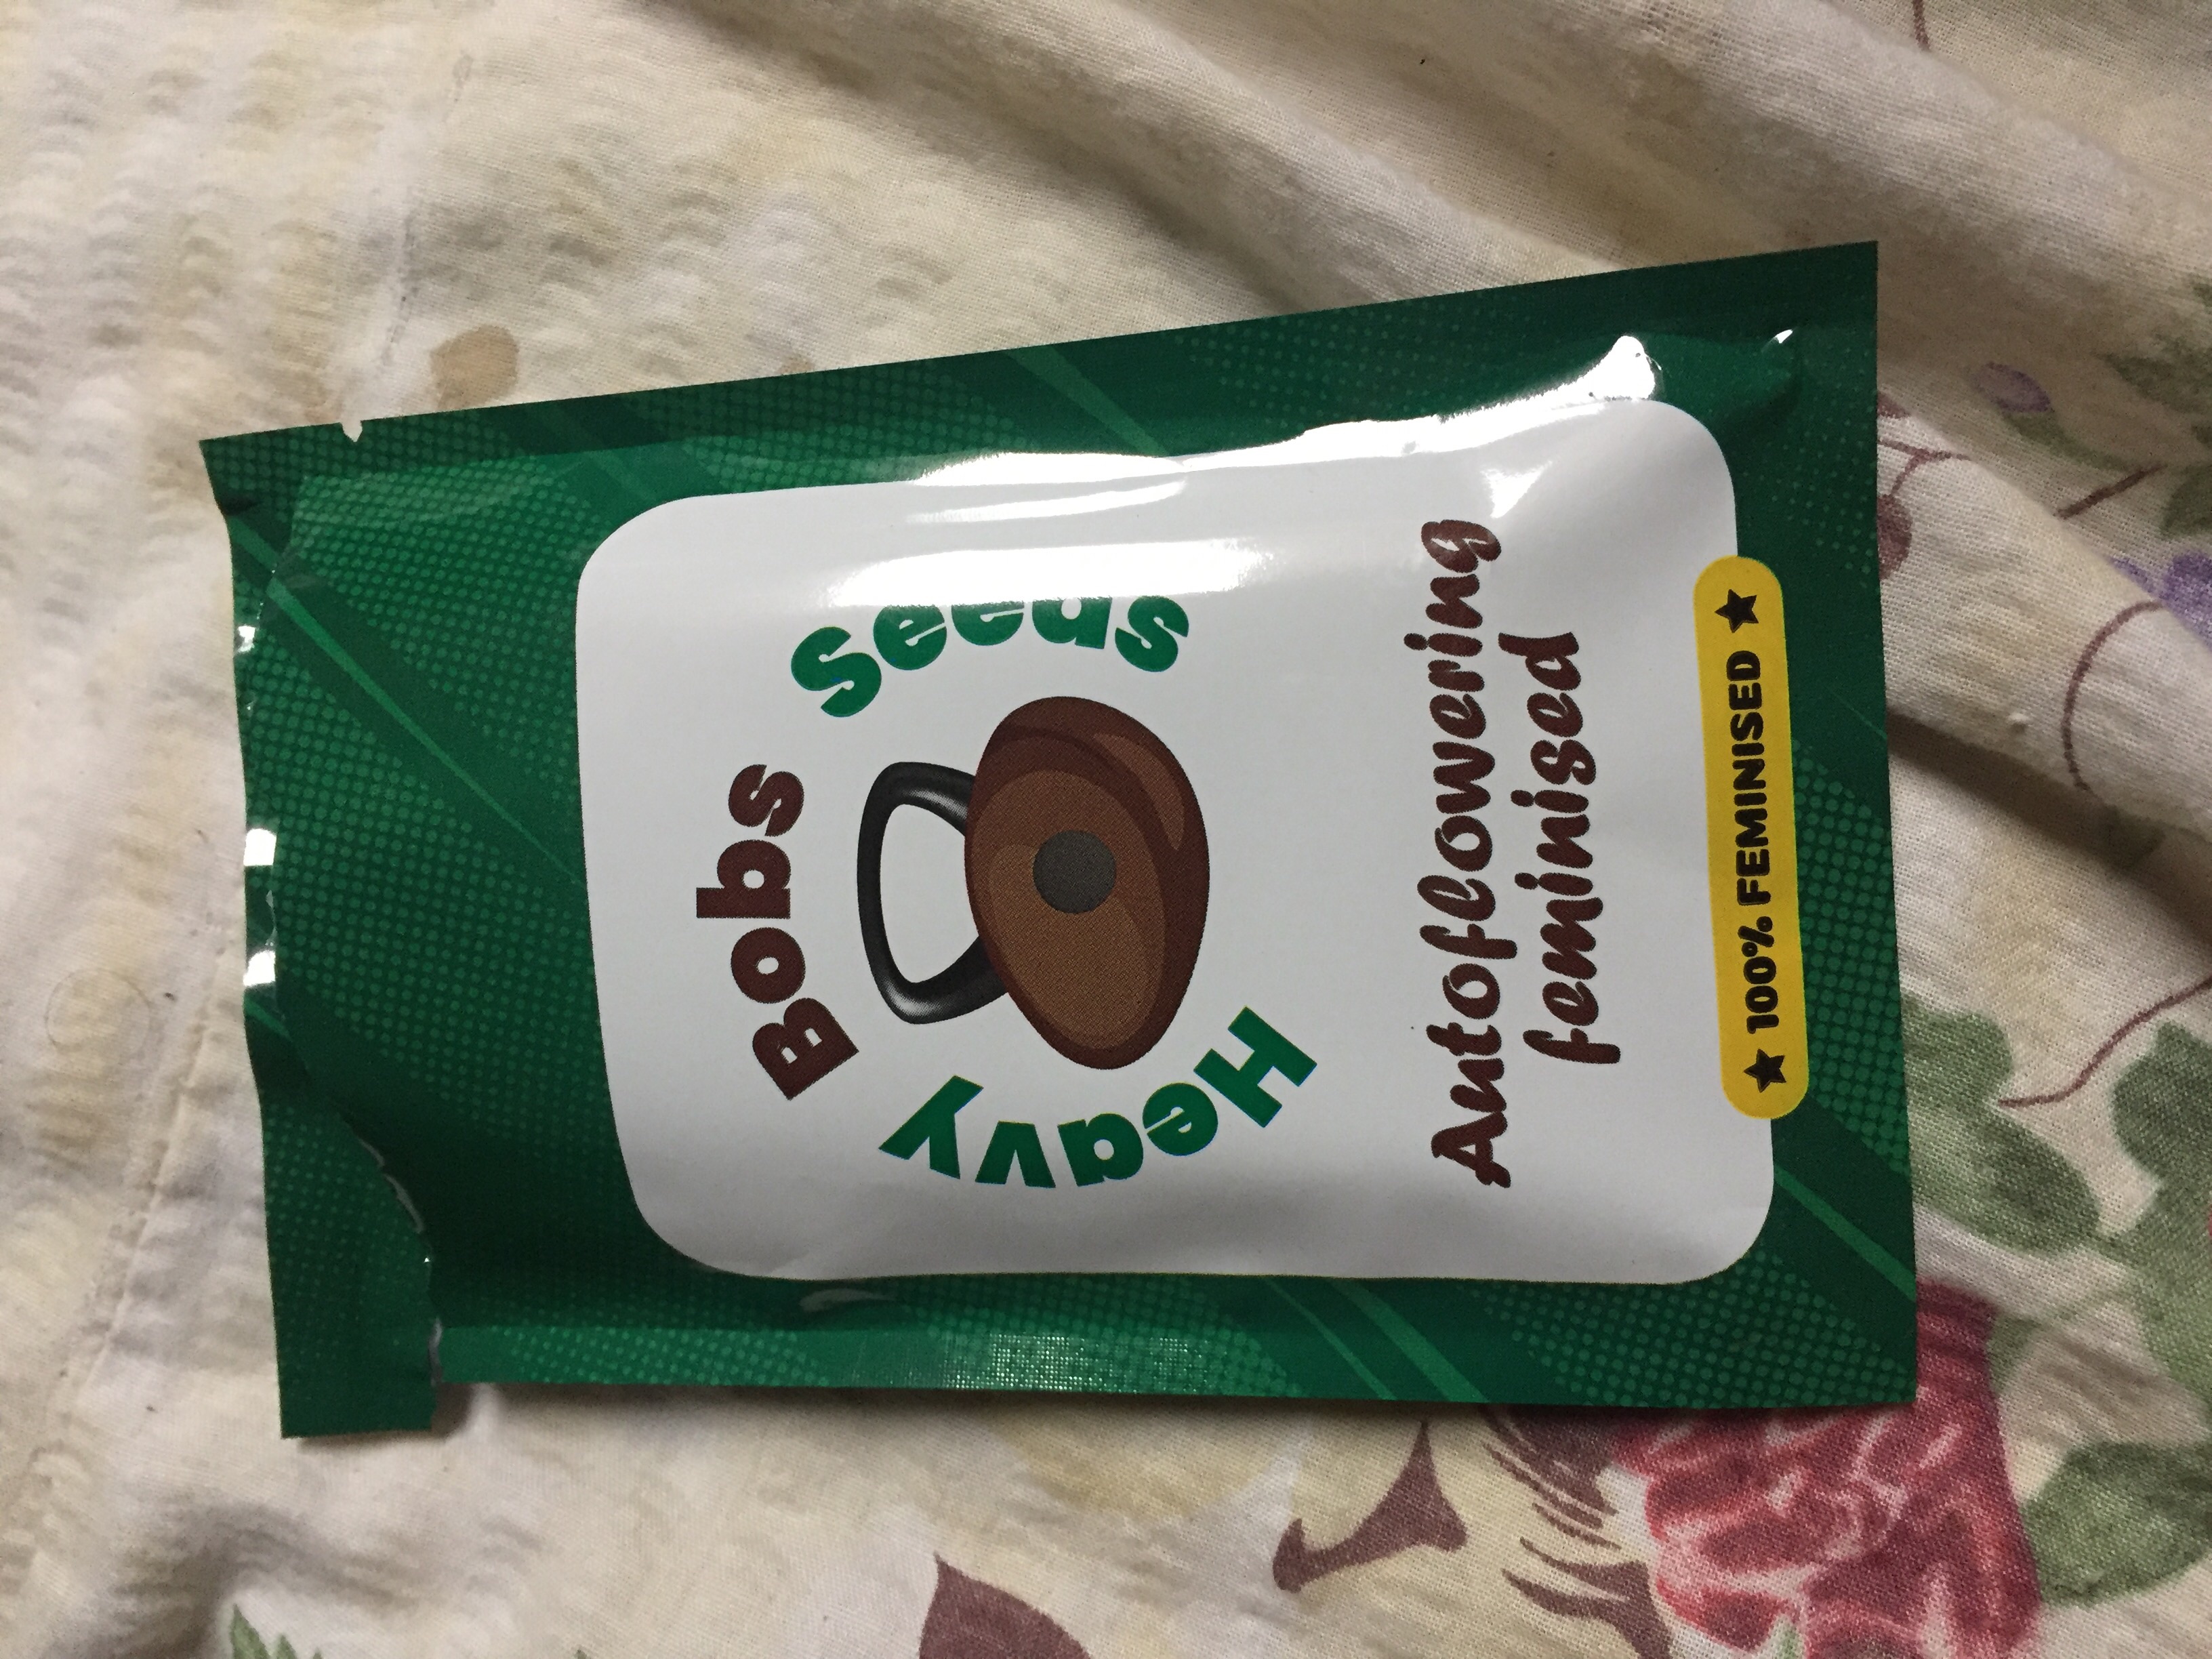 Bobs
Heavy
Seeds
Autoflowering
feminised
★ 100% FEMINISED ★